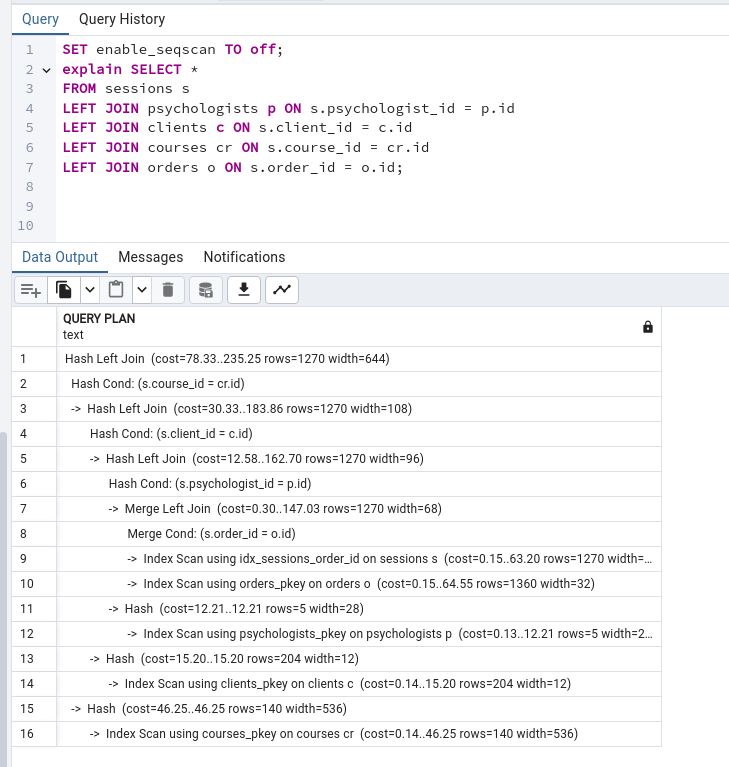 Query Query History
1 SET enable_seqscan TO off;
2 explain SELECT *
3 FROM sessions s
4 LEFT JOIN psychologists p ON s.psychologist_id = p.id
5 LEFT JOIN clients c ON s.client_id = c.id
6 LEFT JOIN courses cr ON s.course_id = cr.id
7 LEFT JOIN orders o ON s.order_id = o.id;
8
9
10
Data Output Messages Notifications
QUERY PLAN
text
1 Hash Left Join (cost=78.33..235.25 rows=1270 width=644)
2 Hash Cond: (s.course_id = cr.id)
3 -> Hash Left Join (cost=30.33..183.86 rows=1270 width=108)
4 Hash Cond: (s.client_id = c.id)
5 -> Hash Left Join (cost=12.58..162.70 rows=1270 width=96)
6 Hash Cond: (s.psychologist_id = p.id)
7 -> Merge Left Join (cost=0.30..147.03 rows=1270 width=68)
8 Merge Cond: (s.order_id = o.id)
9 -> Index Scan using idx_sessions_order_id on sessions s (cost=0.15..63.20 rows=1270 width=...
10 -> Index Scan using orders_pkey on orders o (cost=0.15..64.55 rows=1360 width=32)
11 -> Hash (cost=12.21..12.21 rows=5 width=28)
12 -> Index Scan using psychologists_pkey on psychologists p (cost=0.13..12.21 rows=5 width=2...
13 -> Hash (cost=15.20..15.20 rows=204 width=12)
14 -> Index Scan using clients_pkey on clients c (cost=0.14..15.20 rows=204 width=12)
15 -> Hash (cost=46.25..46.25 rows=140 width=536)
16 -> Index Scan using courses_pkey on courses cr (cost=0.14..46.25 rows=140 width=536)